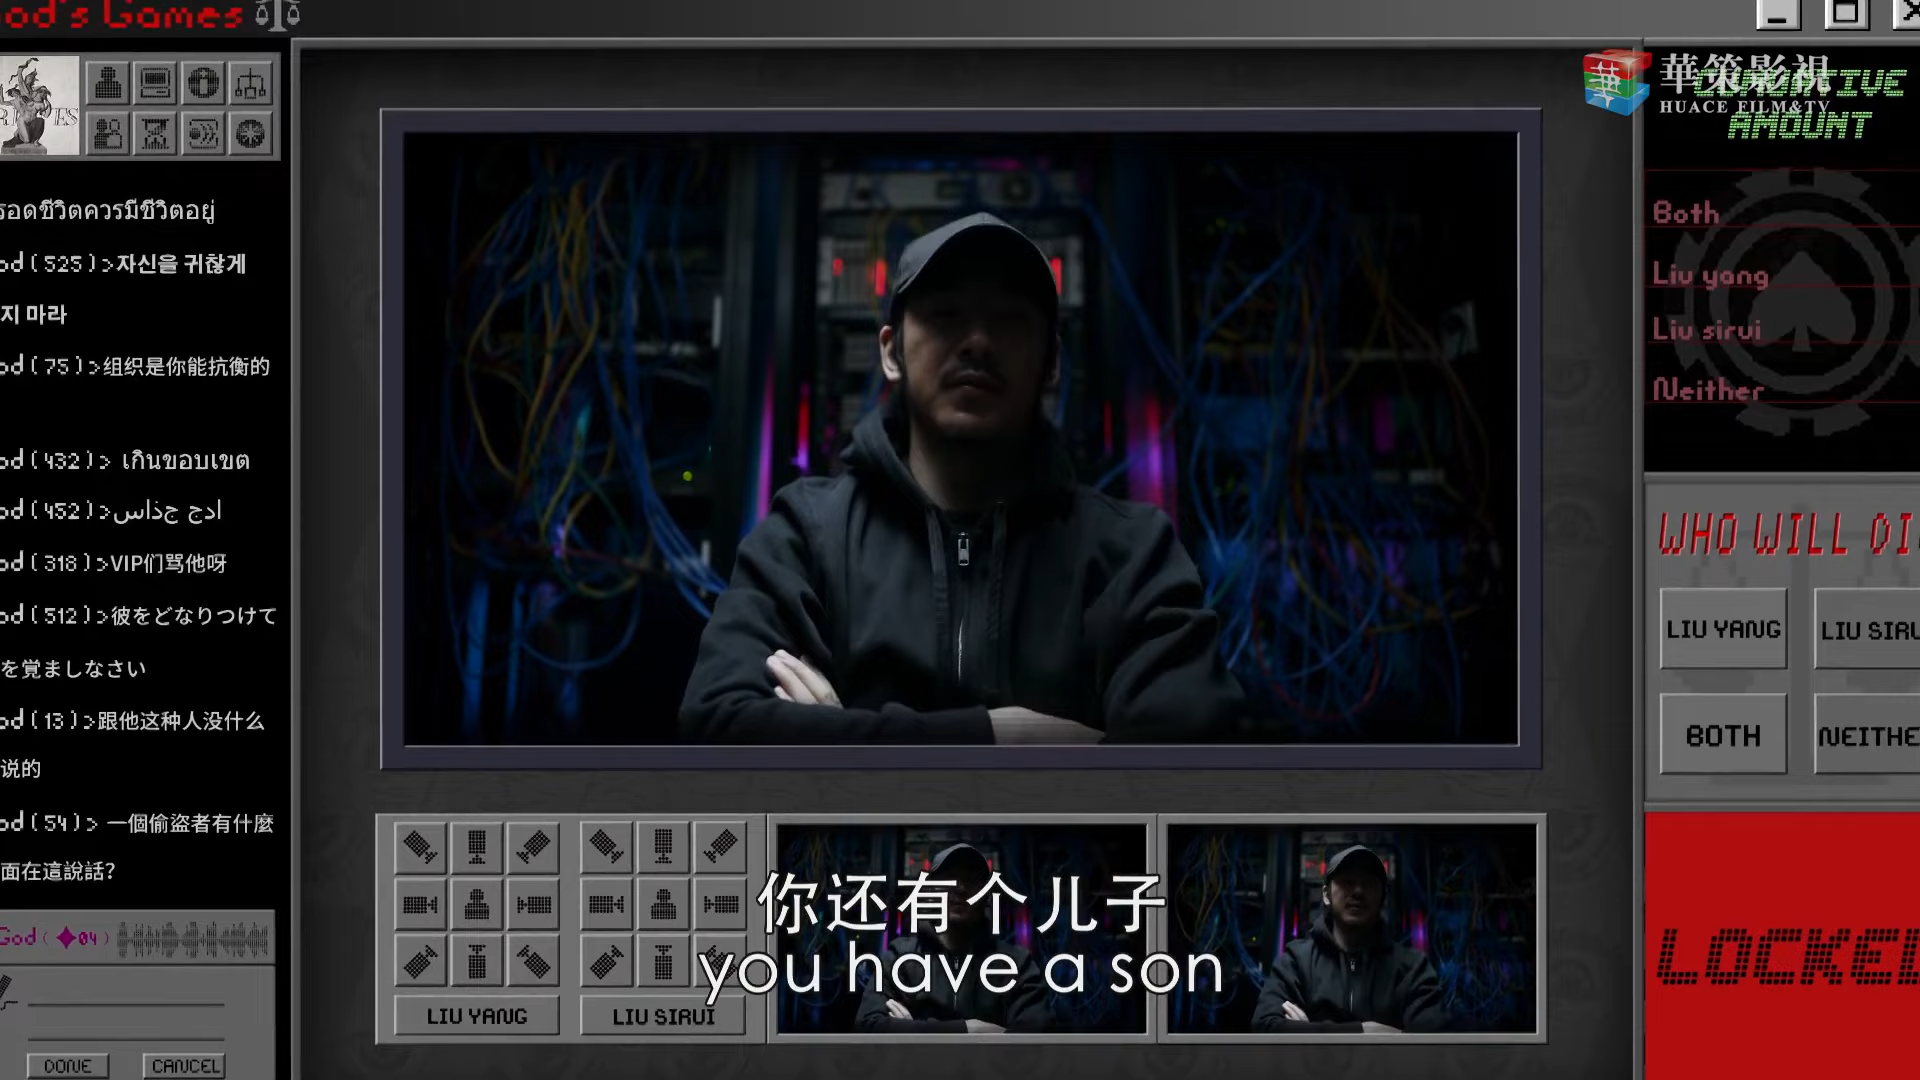 od's Games
華策影視
HUACE FILM&TV
AMOUNT
รอดชีวิตควรมีชีวิตอยู่
od(525)>자신을 귀찮게
지 마라
od(75)>组织是你能抗衡的
od(432)> เกินขอบเขต
od(452)>ادج جذاس
od(318)>VIP们骂他呀
od(512)>彼をどなりつけて
を覚ましなさい
od(13)>跟他这种人没什么
说的
od(54)> 一個偷盗者有什麼
面在這說話?
God(♦04)
DONE
CANCEL
Both
Liu yang
Liu sirui
Neither
WHO WILL DI
LIU YANG
LIU SIRU
BOTH
NEITHE
LOCKED
LIU YANG
LIU SIRUI
你还有个儿子
you have a son